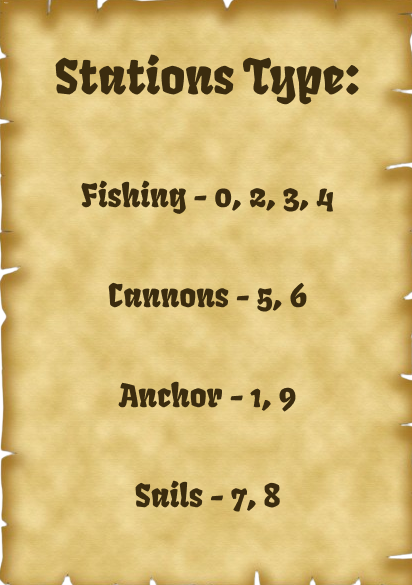 Stations Type:
Fishing - 0, 2, 3, 4
Cannons - 5, 6
Anchor - 1, 9
Sails - 7, 8